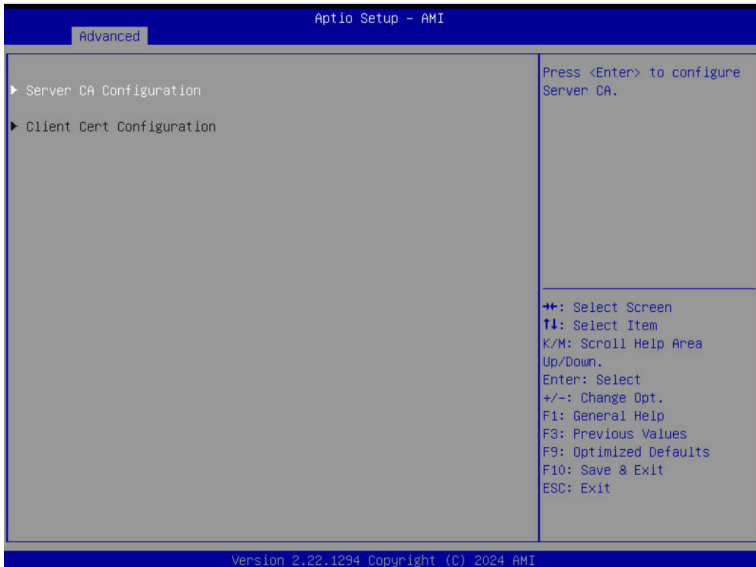 Aptio Setup – AMI
Advanced
▶ Server CA Configuration
▶ Client Cert Configuration
Press <Enter> to configure
Server CA.
→←: Select Screen
↑↓: Select Item
K/M: Scroll Help Area
Up/Down.
Enter: Select
+/-: Change Opt.
F1: General Help
F3: Previous Values
F9: Optimized Defaults
F10: Save & Exit
ESC: Exit
Version 2.22.1294 Copyright (C) 2024 AMI